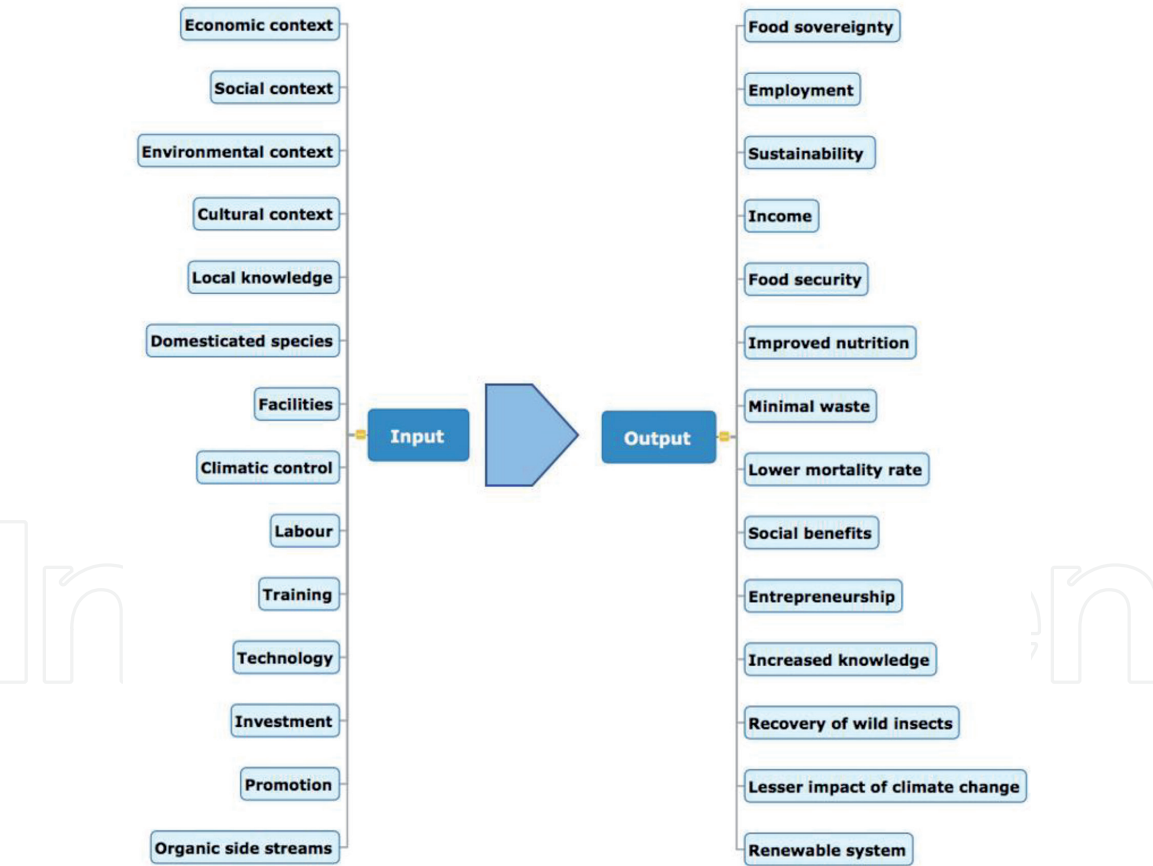 Economic context
Social context
Environmental context
Cultural context
Local knowledge
Domesticated species
Facilities
Climatic control
Labour
Training
Technology
Investment
Promotion
Organic side streams
Input
Output
Food sovereignty
Employment
Sustainability
Income
Food security
Improved nutrition
Minimal waste
Lower mortality rate
Social benefits
Entrepreneurship
Increased knowledge
Recovery of wild insects
Lesser impact of climate change
Renewable system